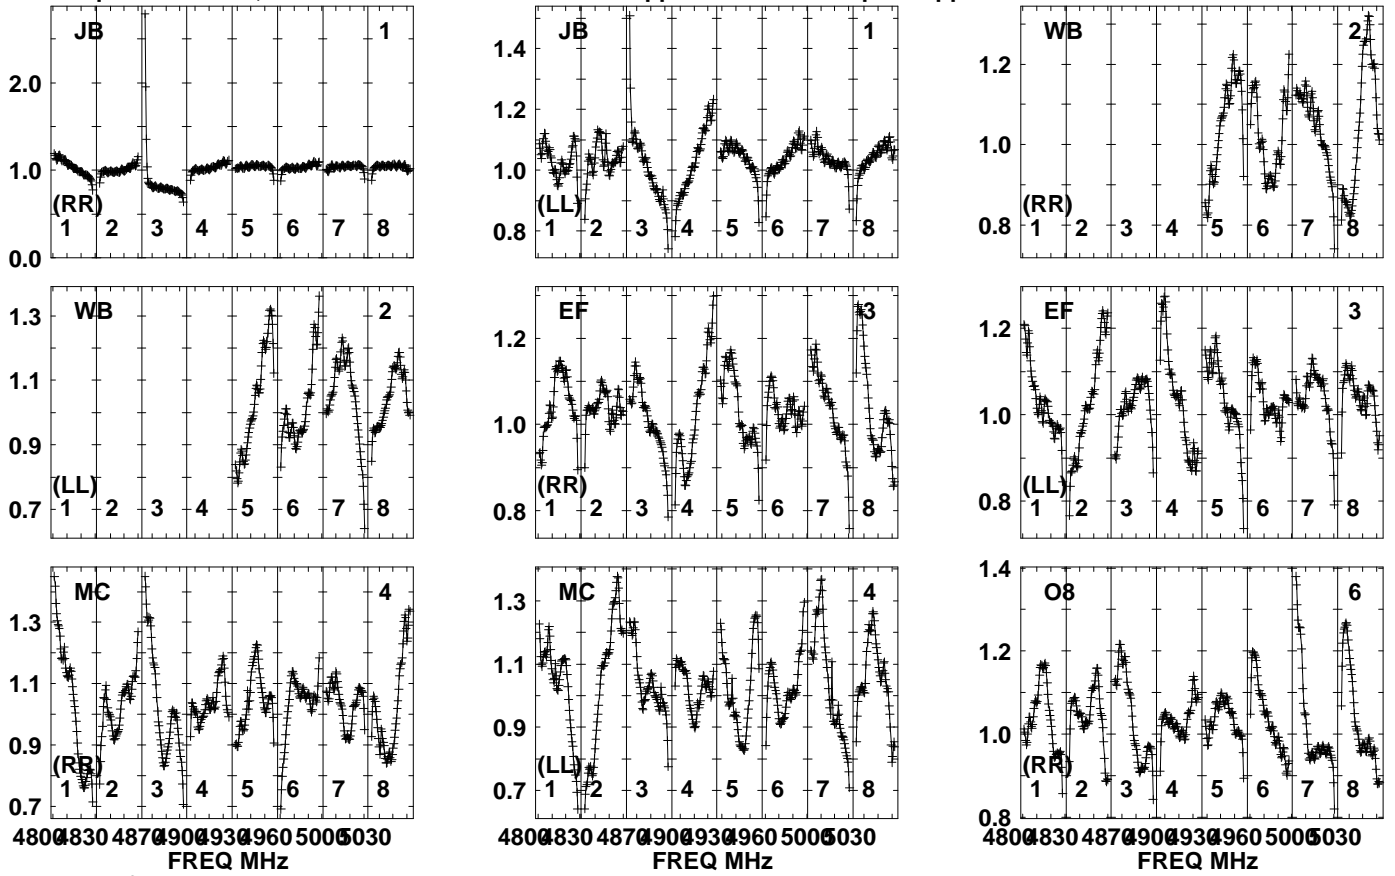 JB 1
2.0
1.0
0.0
(RR)
1 2 3 4 5 6 7 8
JB 1
1.4
1.2
1.0
0.8
(LL)
1 2 3 4 5 6 7 8
WB 2
1.2
1.0
0.8
(RR)
1 2 3 4 5 6 7 8
WB 2
1.3
1.1
0.9
0.7
(LL)
1 2 3 4 5 6 7 8
EF 3
1.2
1.0
0.8
(RR)
1 2 3 4 5 6 7 8
EF 3
1.2
1.0
0.8
(LL)
1 2 3 4 5 6 7 8
MC 4
1.3
1.1
0.9
0.7
(RR)
1 2 3 4 5 6 7 8
4800 4830 4870 4900 4930 4960 5000 5030
FREQ MHz
MC 4
1.3
1.1
0.9
0.7
(LL)
1 2 3 4 5 6 7 8
4800 4830 4870 4900 4930 4960 5000 5030
FREQ MHz
O8 6
1.4
1.2
1.0
0.8
(RR)
1 2 3 4 5 6 7 8
4800 4830 4870 4900 4930 4960 5000 5030
FREQ MHz